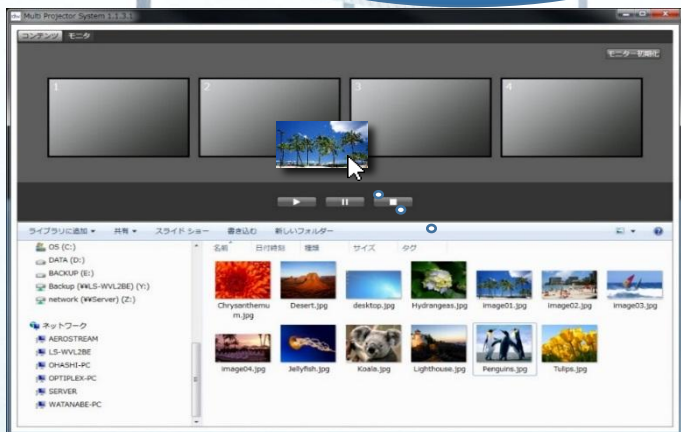 Multi Projector System 1.1.3.1
コンテンツ モニタ
モニター初期化
1 2 3 4
ライブラリに追加 共有 スライド ショー 書き込む 新しいフォルダー
名前 日付時刻 種類 サイズ タグ
OS (C:)
DATA (D:)
BACKUP (E:)
Backup (¥¥LS-WVL2BE) (Y:)
network (¥¥Server) (Z:)
ネットワーク
AEROSTREAM
LS-WVL2BE
OHASHI-PC
OPTIPLEX-PC
SERVER
WATANABE-PC
Chrysanthemu
m.jpg
Desert.jpg desktop.jpg Hydrangeas.jpg image01.jpg image02.jpg image03.jpg
image04.jpg Jellyfish.jpg Koala.jpg Lighthouse.jpg Penguins.jpg Tulips.jpg